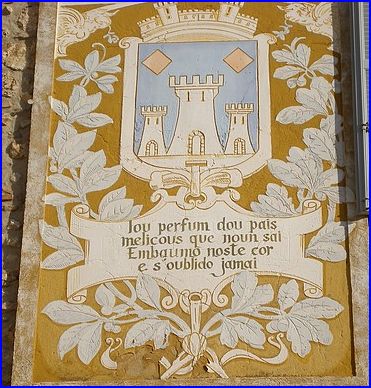 lou perfum dou païs
melicous que noun sai
Embaumo noste cor
e s'oublido jamai